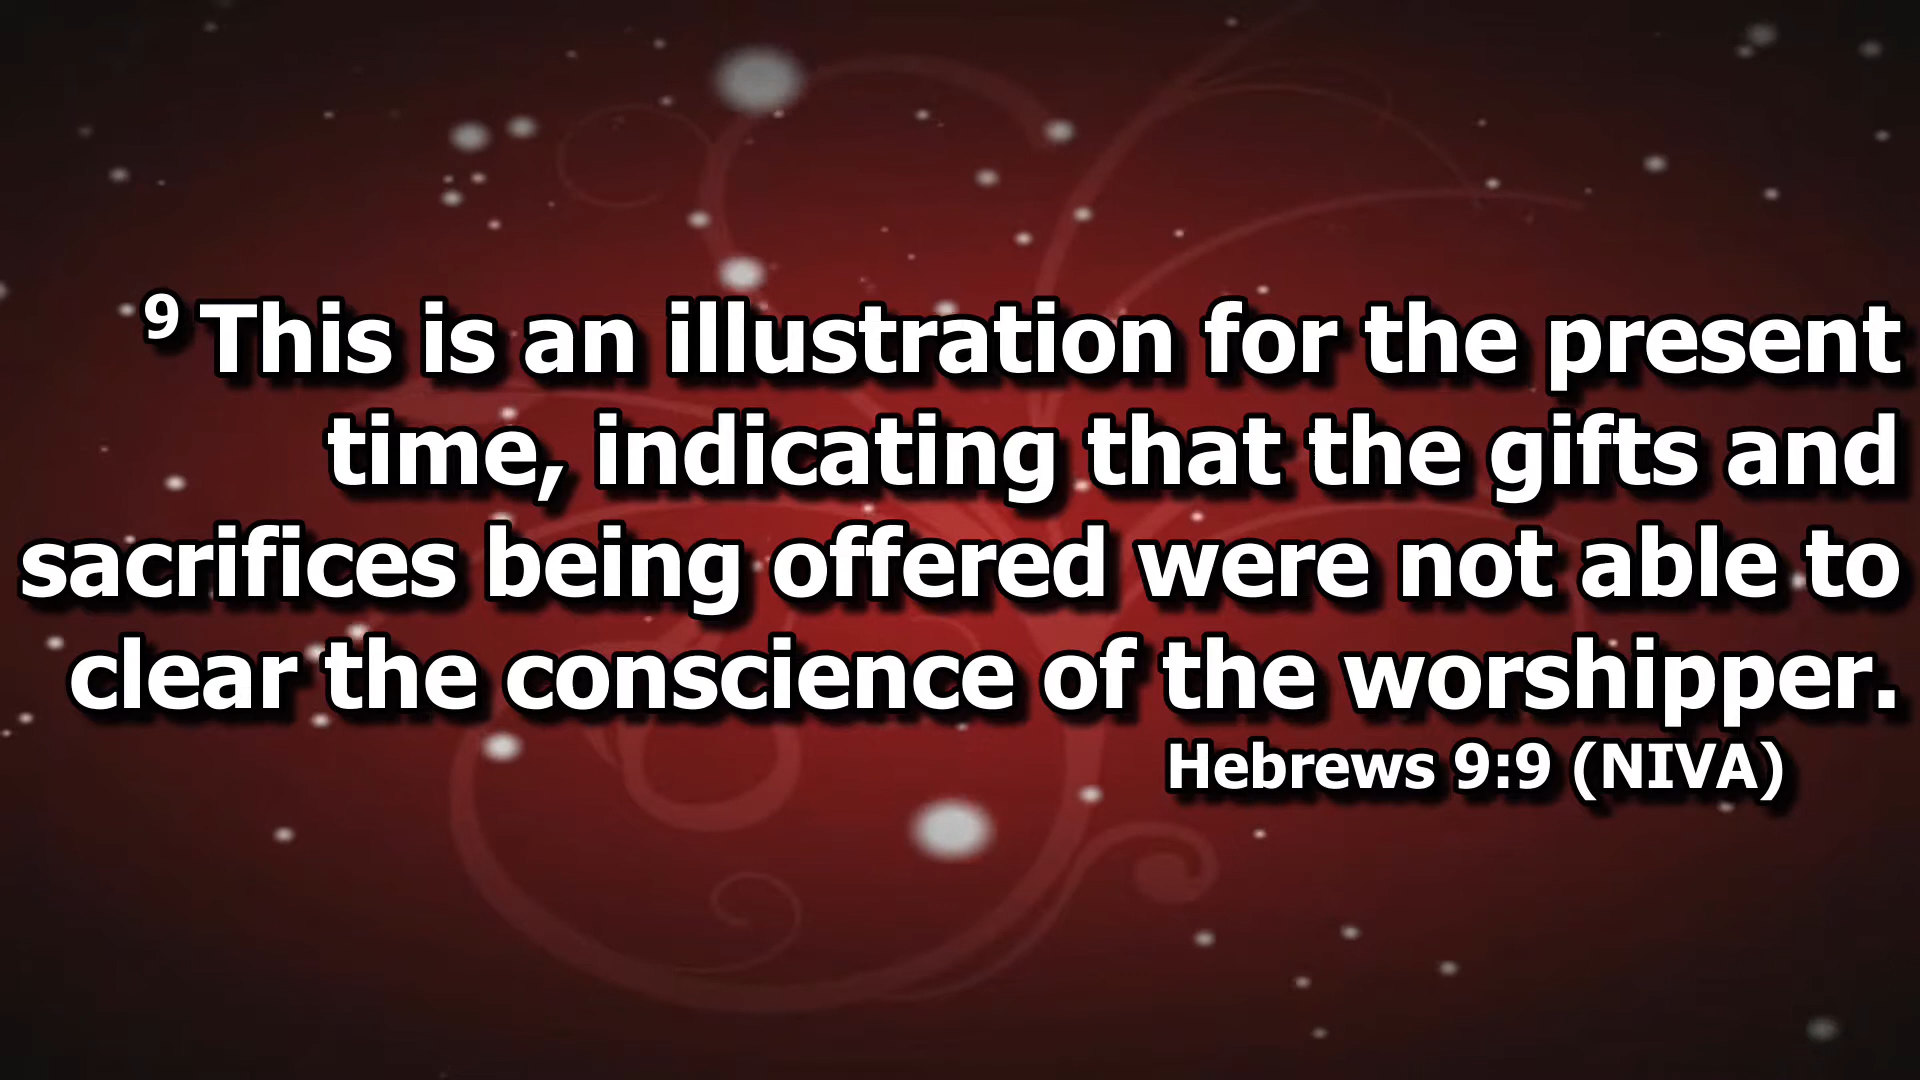 9 This is an illustration for the present
time, indicating that the gifts and
sacrifices being offered were not able to
clear the conscience of the worshipper.
Hebrews 9:9 (NIVA)